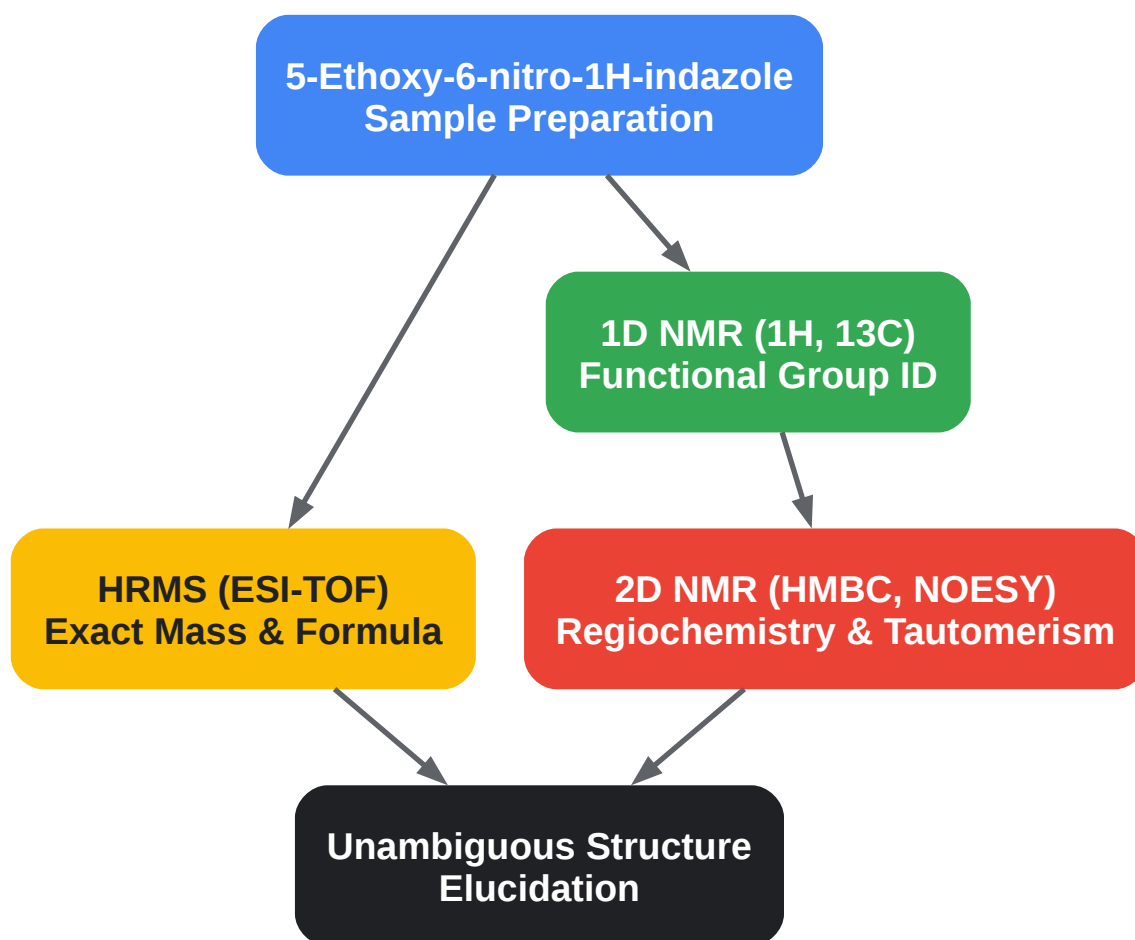 5-Ethoxy-6-nitro-1H-indazole
Sample Preparation
1D NMR (1H, 13C)
Functional Group ID
HRMS (ESI-TOF)
Exact Mass & Formula
2D NMR (HMBC, NOESY)
Regiochemistry & Tautomerism
Unambiguous Structure
Elucidation